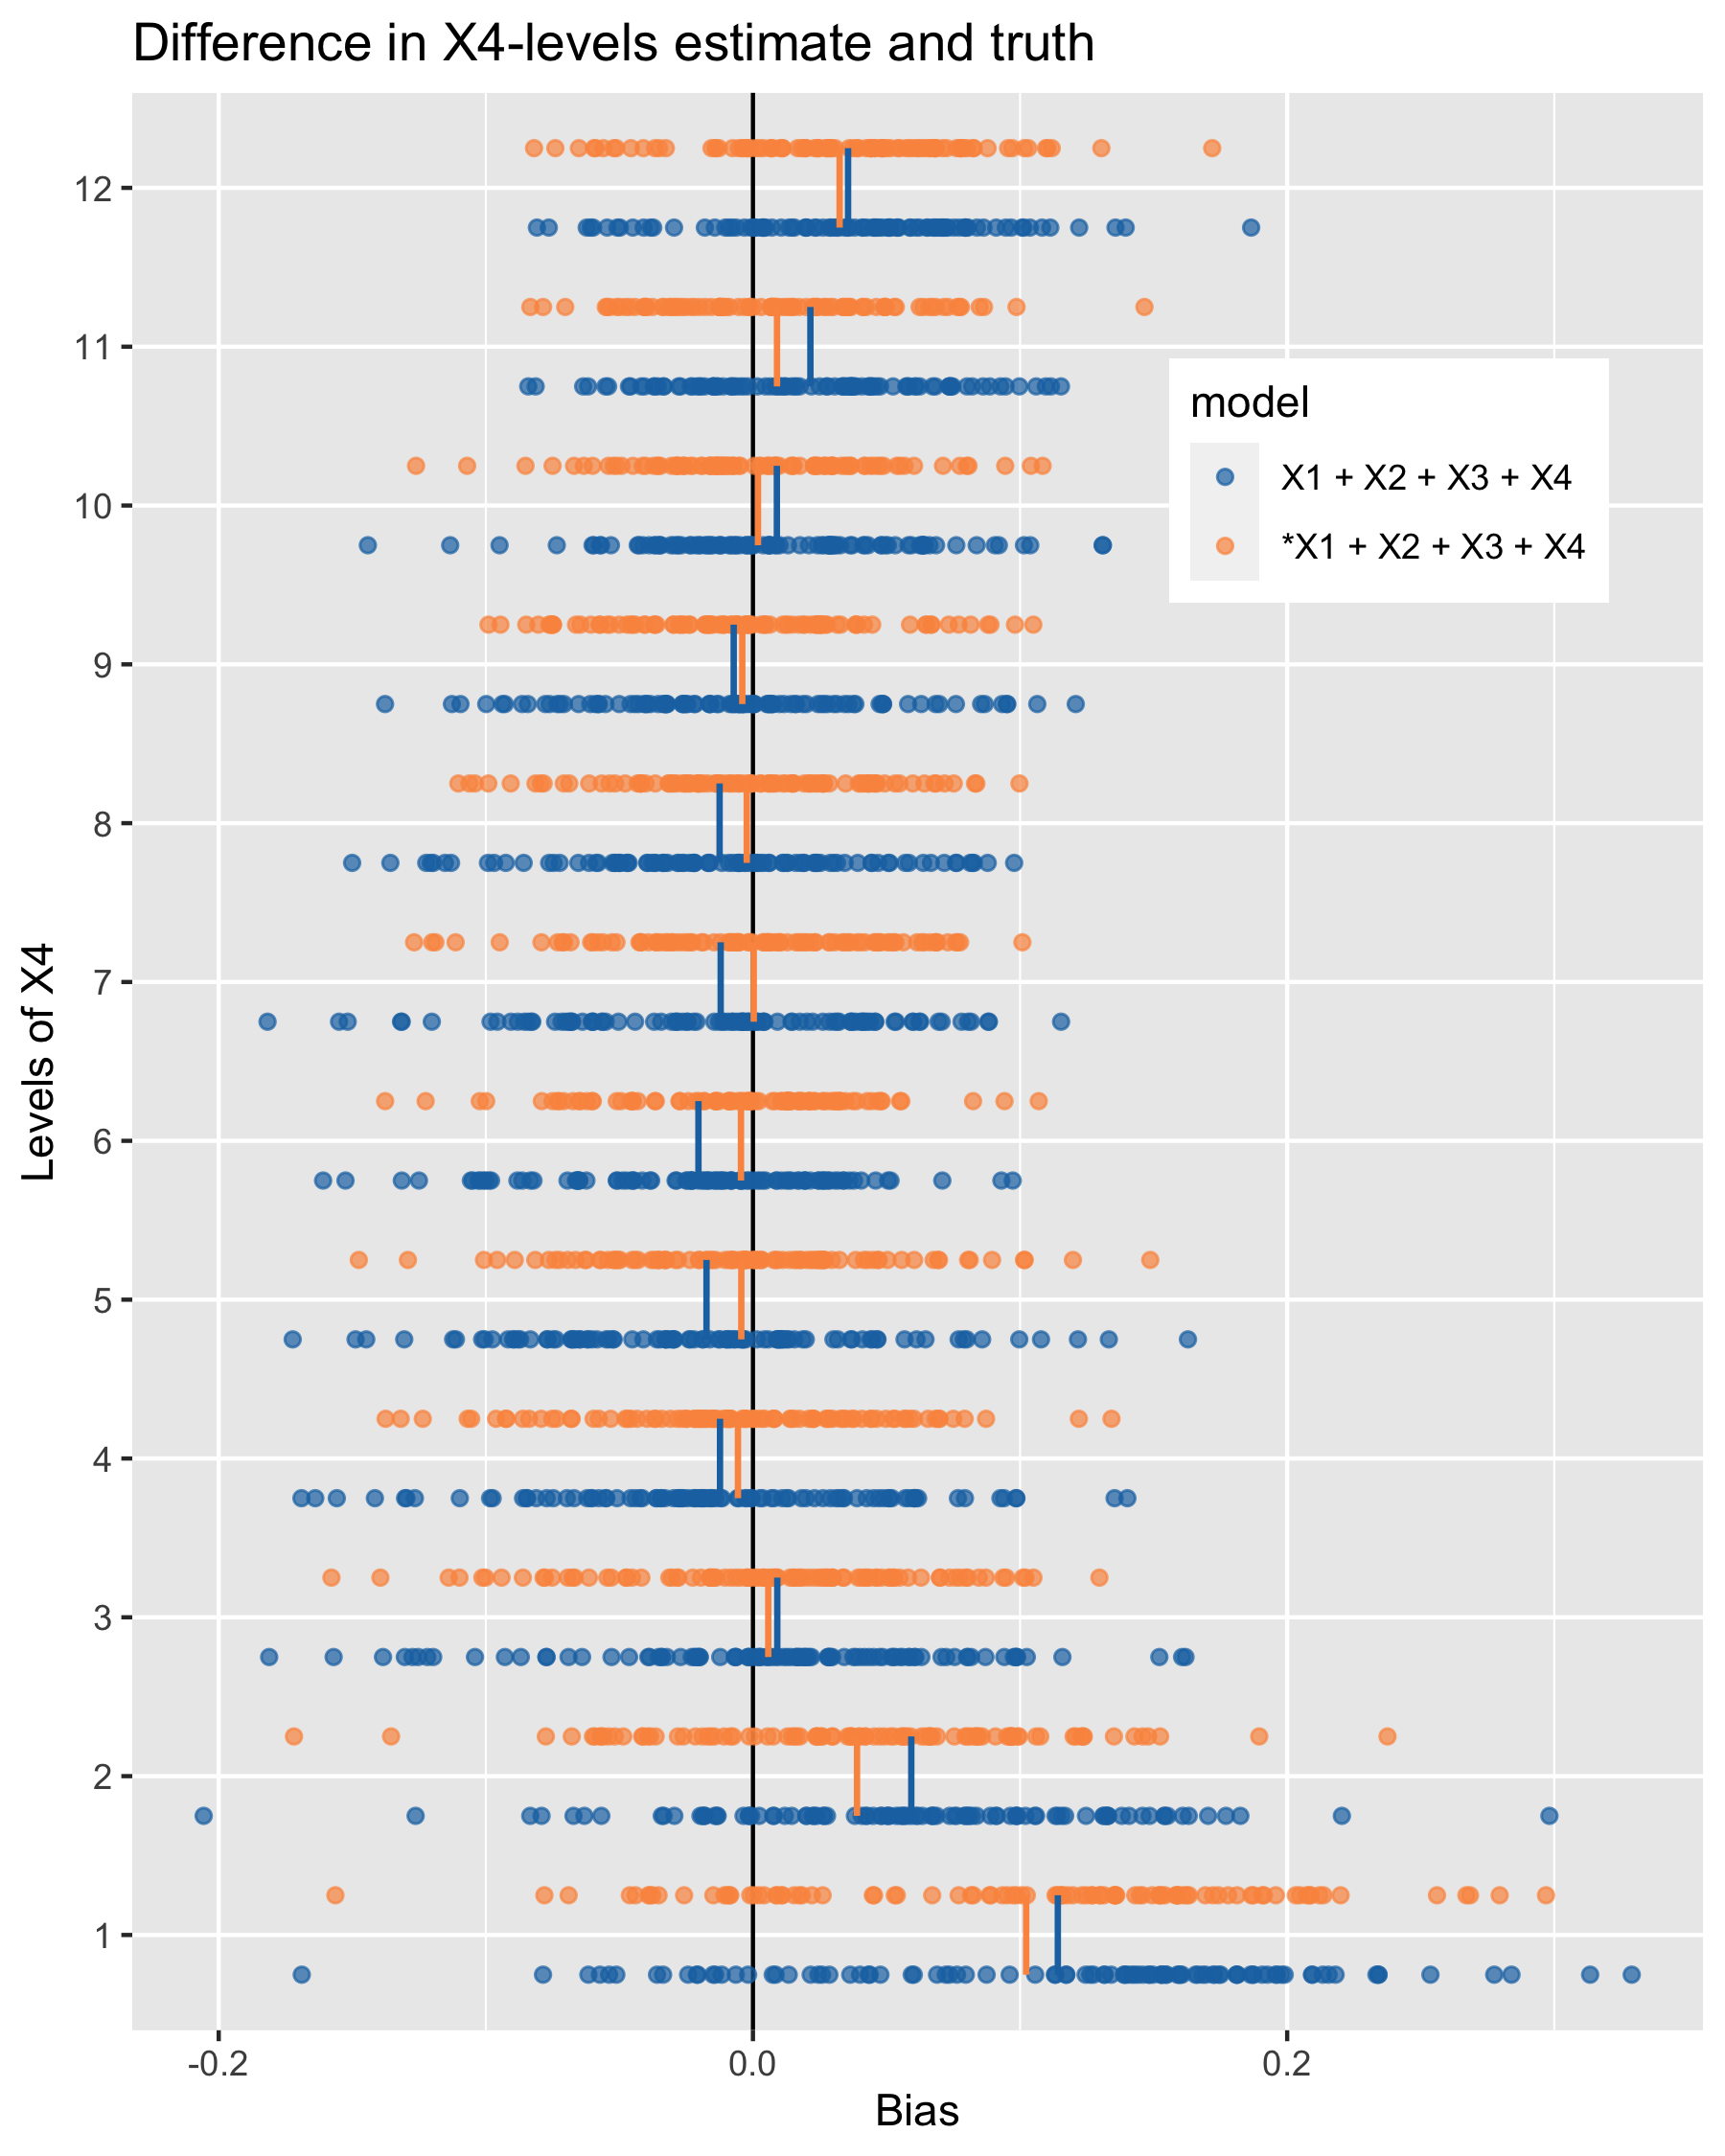 Difference in X4-levels estimate and truth
Levels of X4
12
11
10
9
8
7
6
5
4
3
2
1
model
X1 + X2 + X3 + X4
*X1 + X2 + X3 + X4
-0.2
0.0
0.2
Bias